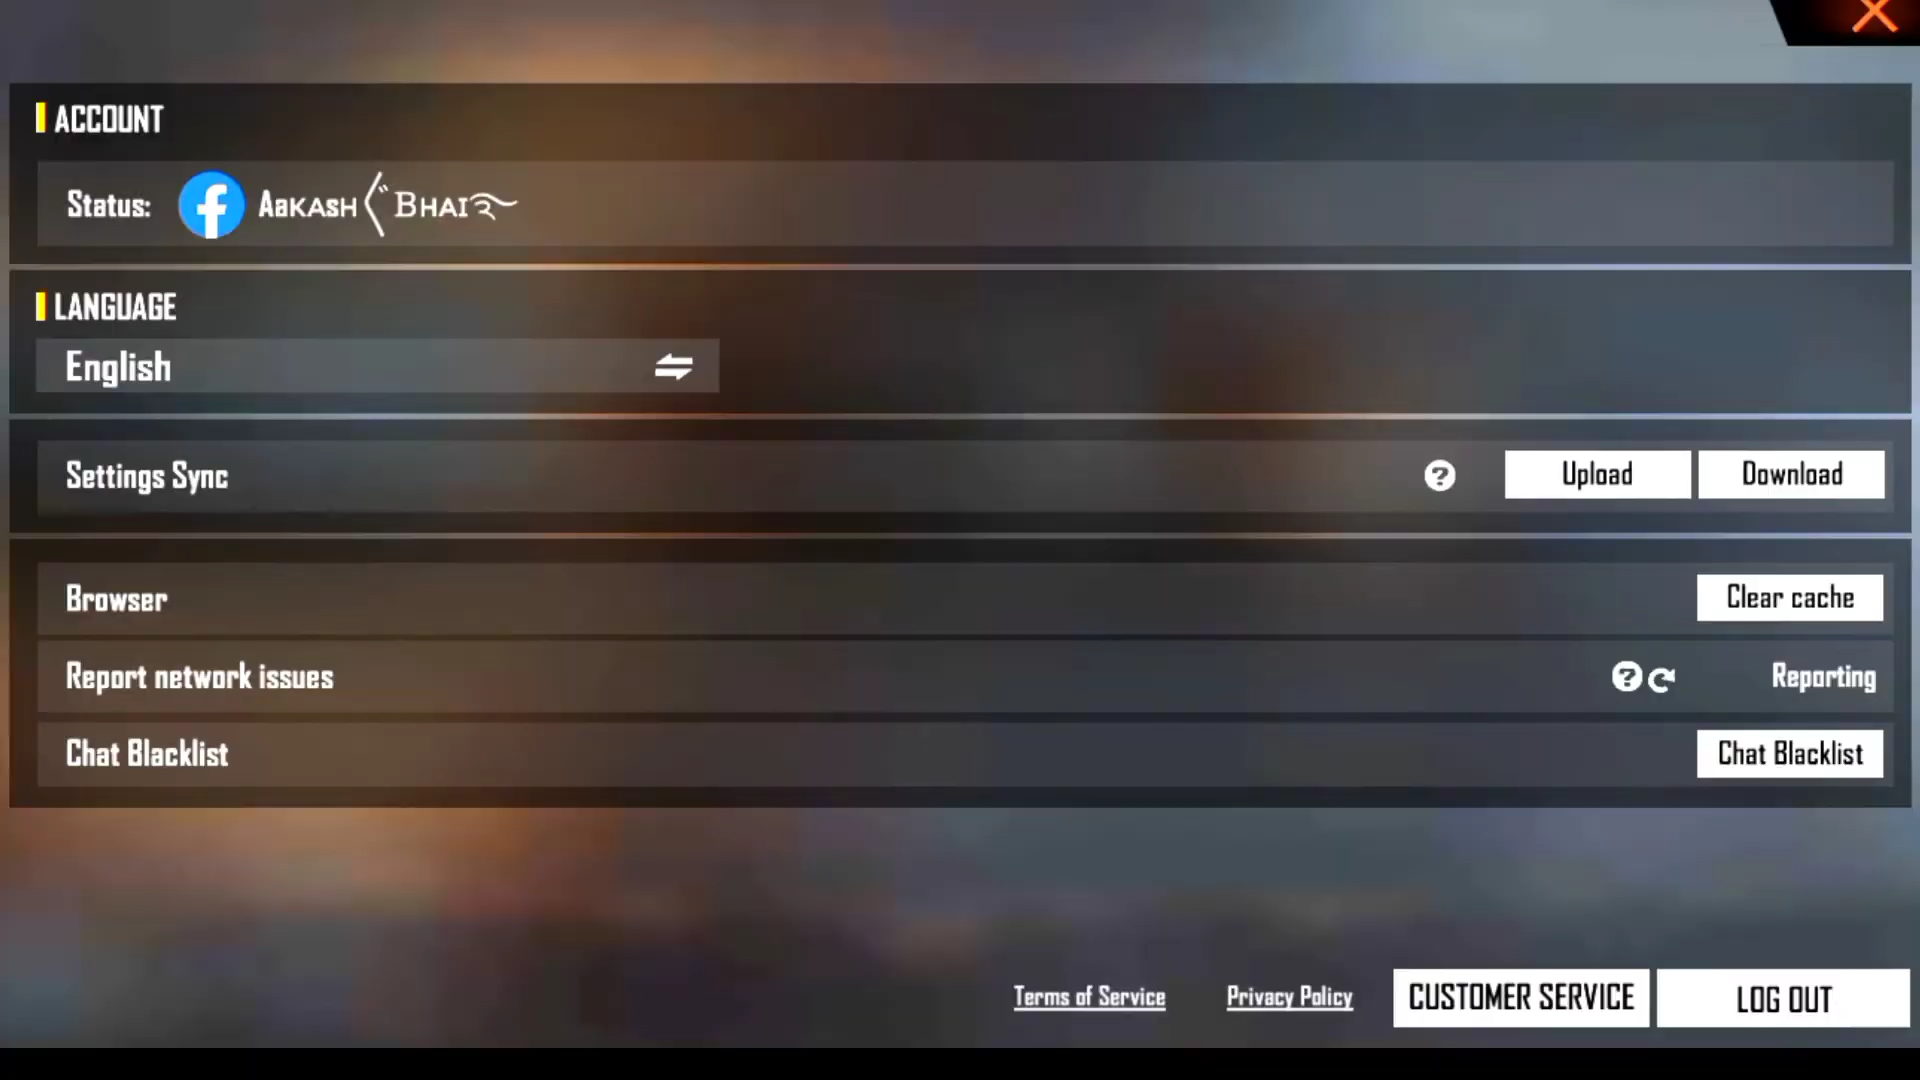 ACCOUNT
Status: AаKASH〈“BHAI࿐
LANGUAGE
English
Settings Sync ? Upload Download
Browser Clear cache
Report network issues ? Reporting
Chat Blacklist Chat Blacklist
Terms of Service Privacy Policy CUSTOMER SERVICE LOG OUT